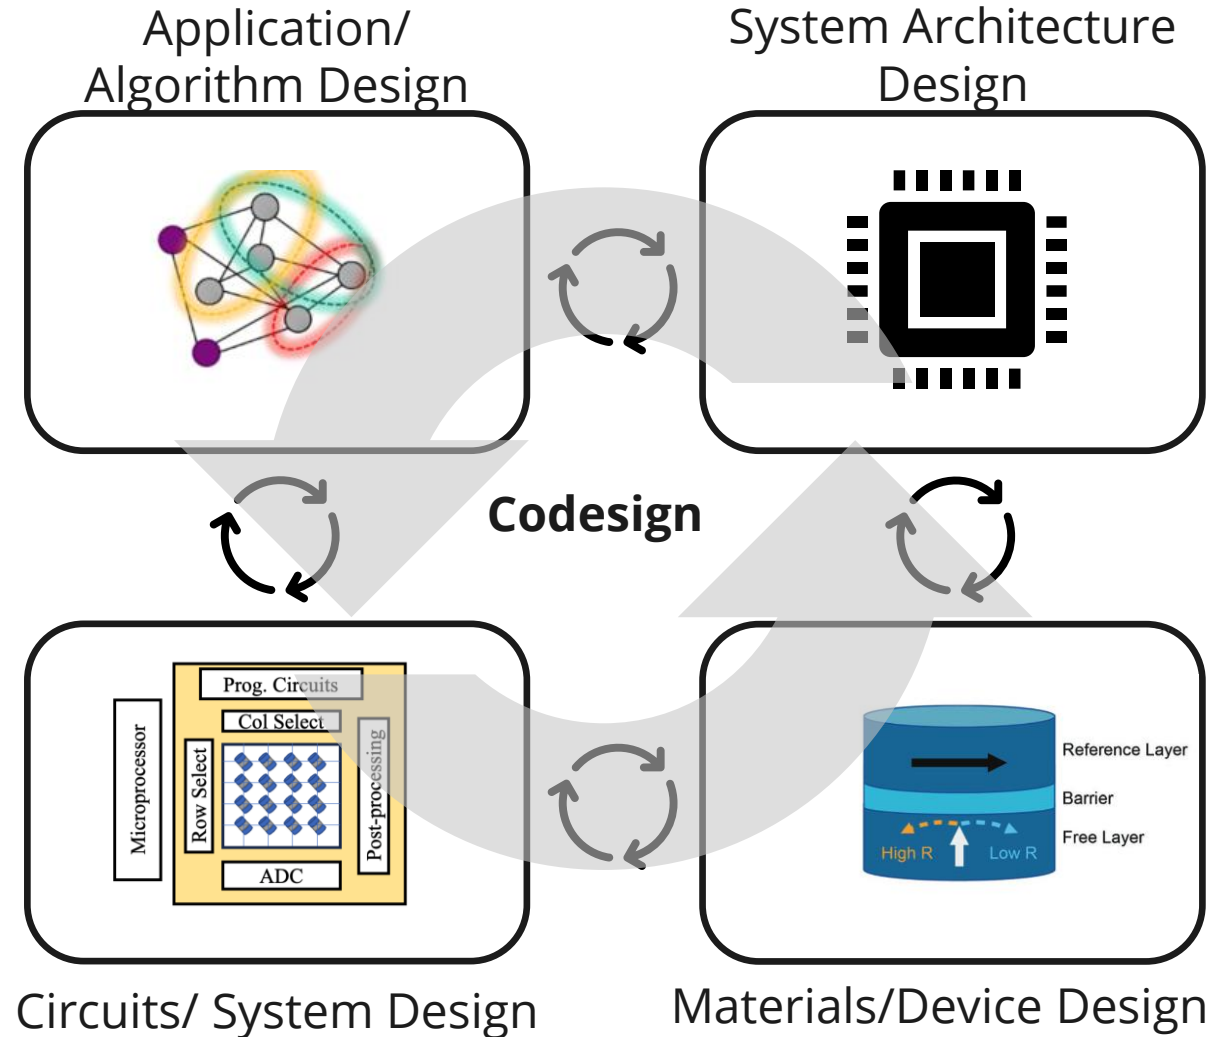 Application/
Algorithm Design
System Architecture
Design
Codesign
Prog. Circuits
Col Select
Microprocessor
Row Select
Post-processing
ADC
Reference Layer
Barrier
Free Layer
High R
Low R
Circuits/ System Design
Materials/Device Design